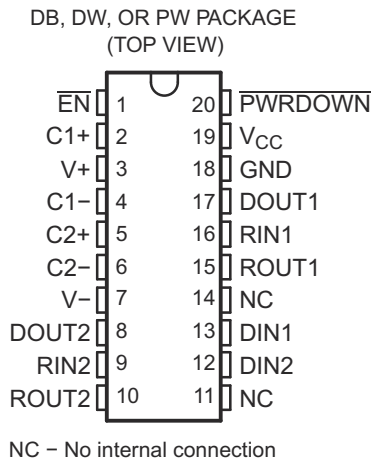 DB, DW, OR PW PACKAGE
(TOP VIEW)
EN 1 20 PWRDOWN
C1+ 2 19 VCC
V+ 3 18 GND
C1− 4 17 DOUT1
C2+ 5 16 RIN1
C2− 6 15 ROUT1
V− 7 14 NC
DOUT2 8 13 DIN1
RIN2 9 12 DIN2
ROUT2 10 11 NC
NC − No internal connection